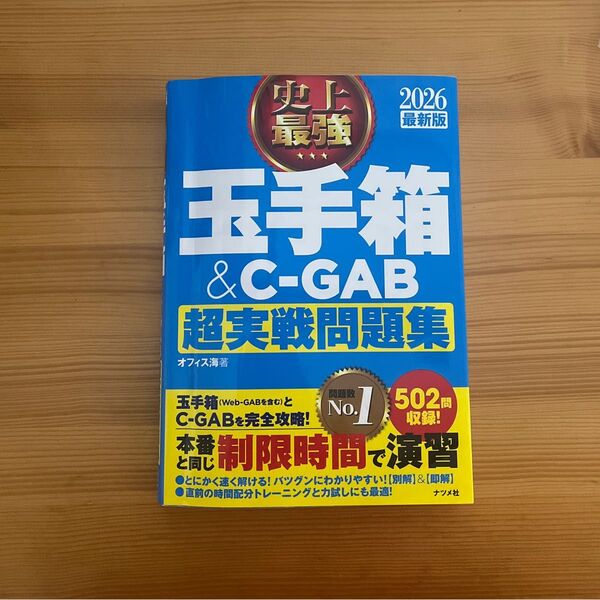 史上
最強
2026
最新版
玉手箱
&C-GAB
超実戦問題集
オフィス海 著
玉手箱(Web-GABを含む)と
C-GABを完全攻略!
問題数
No.1
502問
収録!
本番
と同じ
制限時間で演習
●とにかく速く解ける!バツグンにわかりやすい!【別解】&【即解】
●直前の時間配分トレーニングと力試しにも最適!
ナツメ社